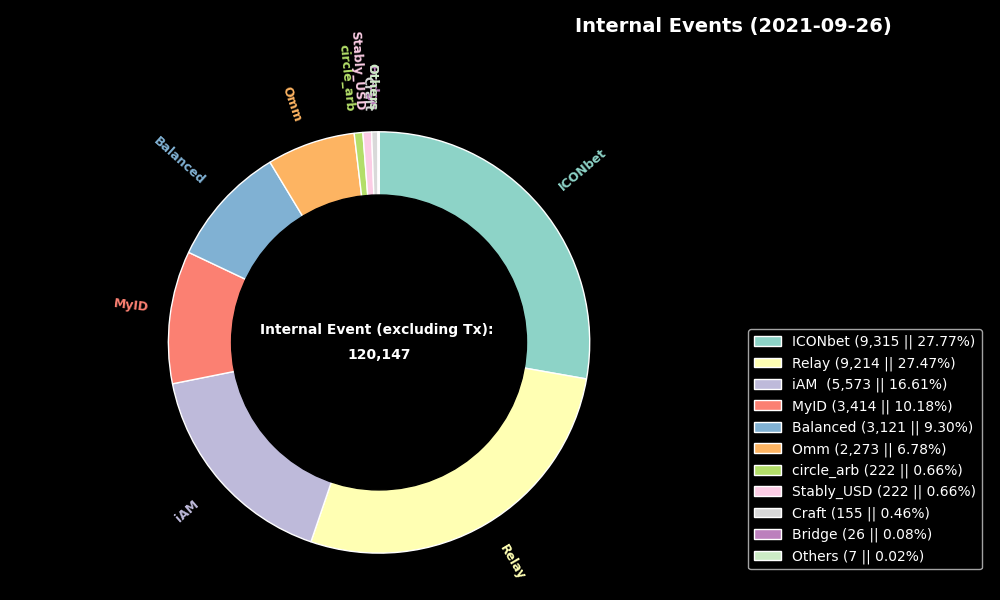 Internal Events (2021-09-26)
Stably_USD
circle_arb
Others
Craft
Omm
Balanced
ICONbet
MyID
Internal Event (excluding Tx):
120,147
iAM
Relay
ICONbet (9,315 || 27.77%)
Relay (9,214 || 27.47%)
iAM  (5,573 || 16.61%)
MyID (3,414 || 10.18%)
Balanced (3,121 || 9.30%)
Omm (2,273 || 6.78%)
circle_arb (222 || 0.66%)
Stably_USD (222 || 0.66%)
Craft (155 || 0.46%)
Bridge (26 || 0.08%)
Others (7 || 0.02%)